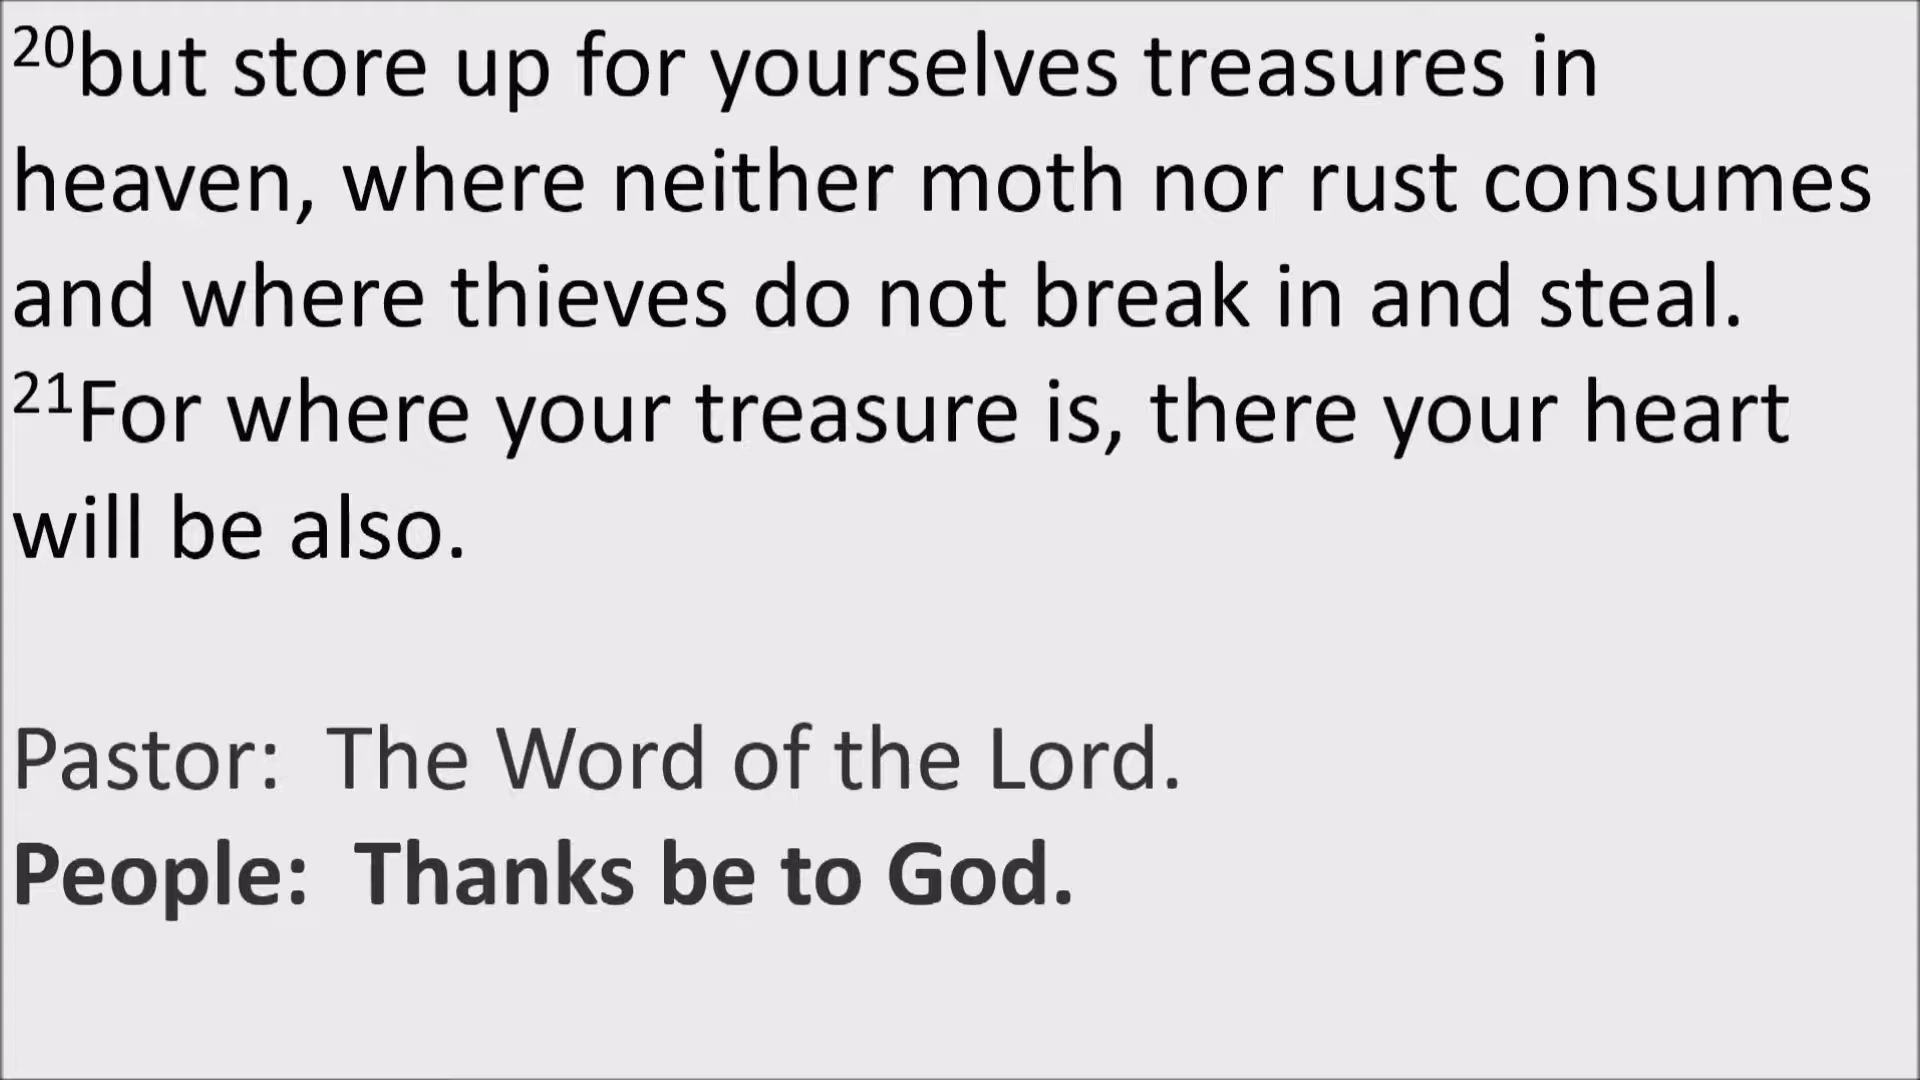 20but store up for yourselves treasures in
heaven, where neither moth nor rust consumes
and where thieves do not break in and steal.
21For where your treasure is, there your heart
will be also.
Pastor:  The Word of the Lord.
People:  Thanks be to God.